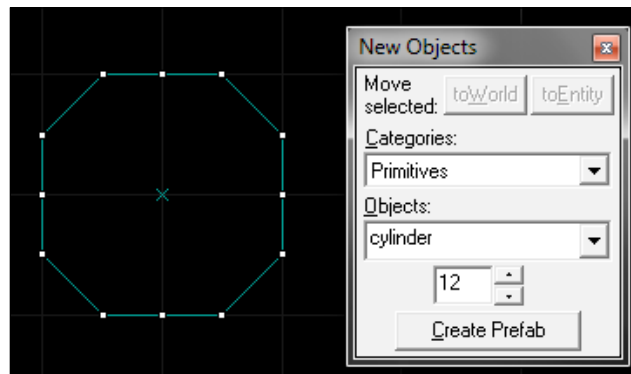 New Objects
Move
selected:
toWorld
toEntity
Categories:
Primitives
Objects:
cylinder
12
Create Prefab